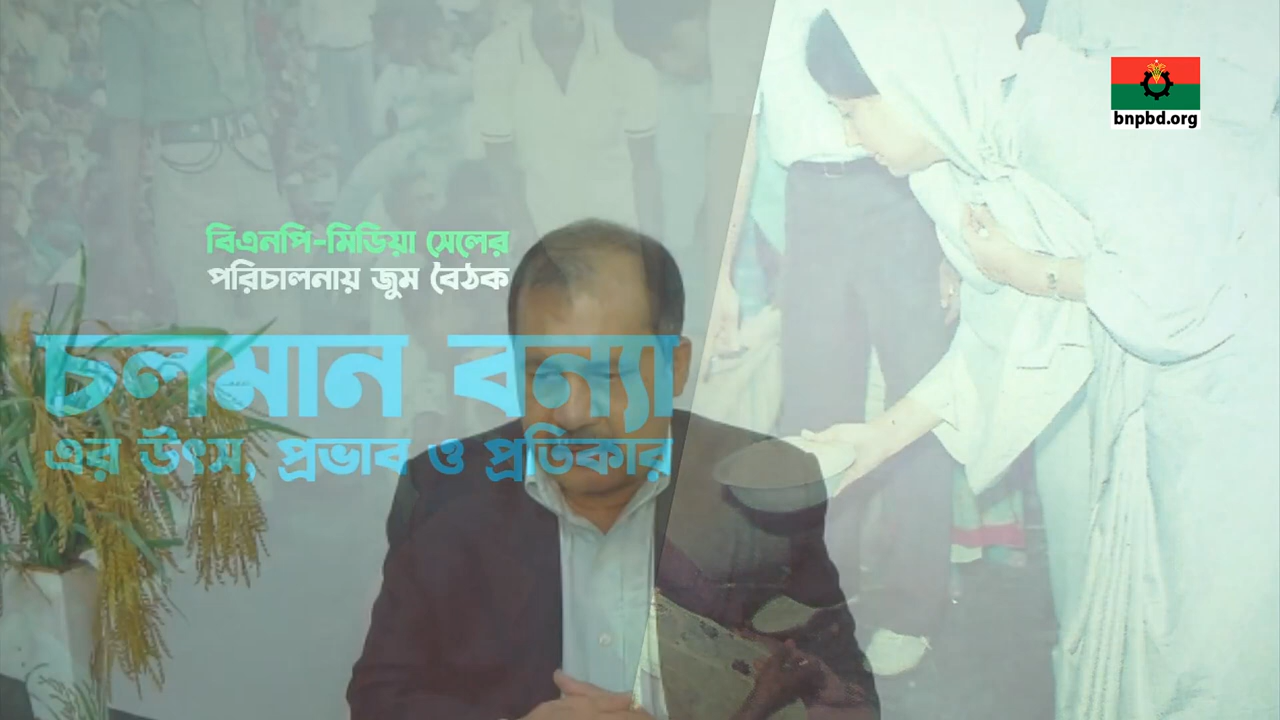 bnpbd.org
বিএনপি-মিডিয়া সেলের
পরিচালনায় জুম বৈঠক
চলমান বন্যা
এর উৎস, প্রভাব ও প্রতিকার